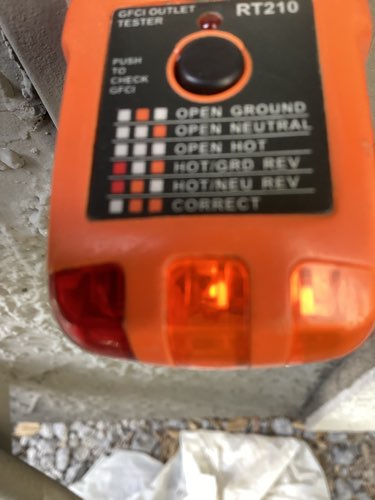 GFCI OUTLET RT210
TESTER
PUSH
TO
CHECK
GFCI
OPEN GROUND
OPEN NEUTRAL
OPEN HOT
HOT/GRD REV
HOT/NEU REV
CORRECT